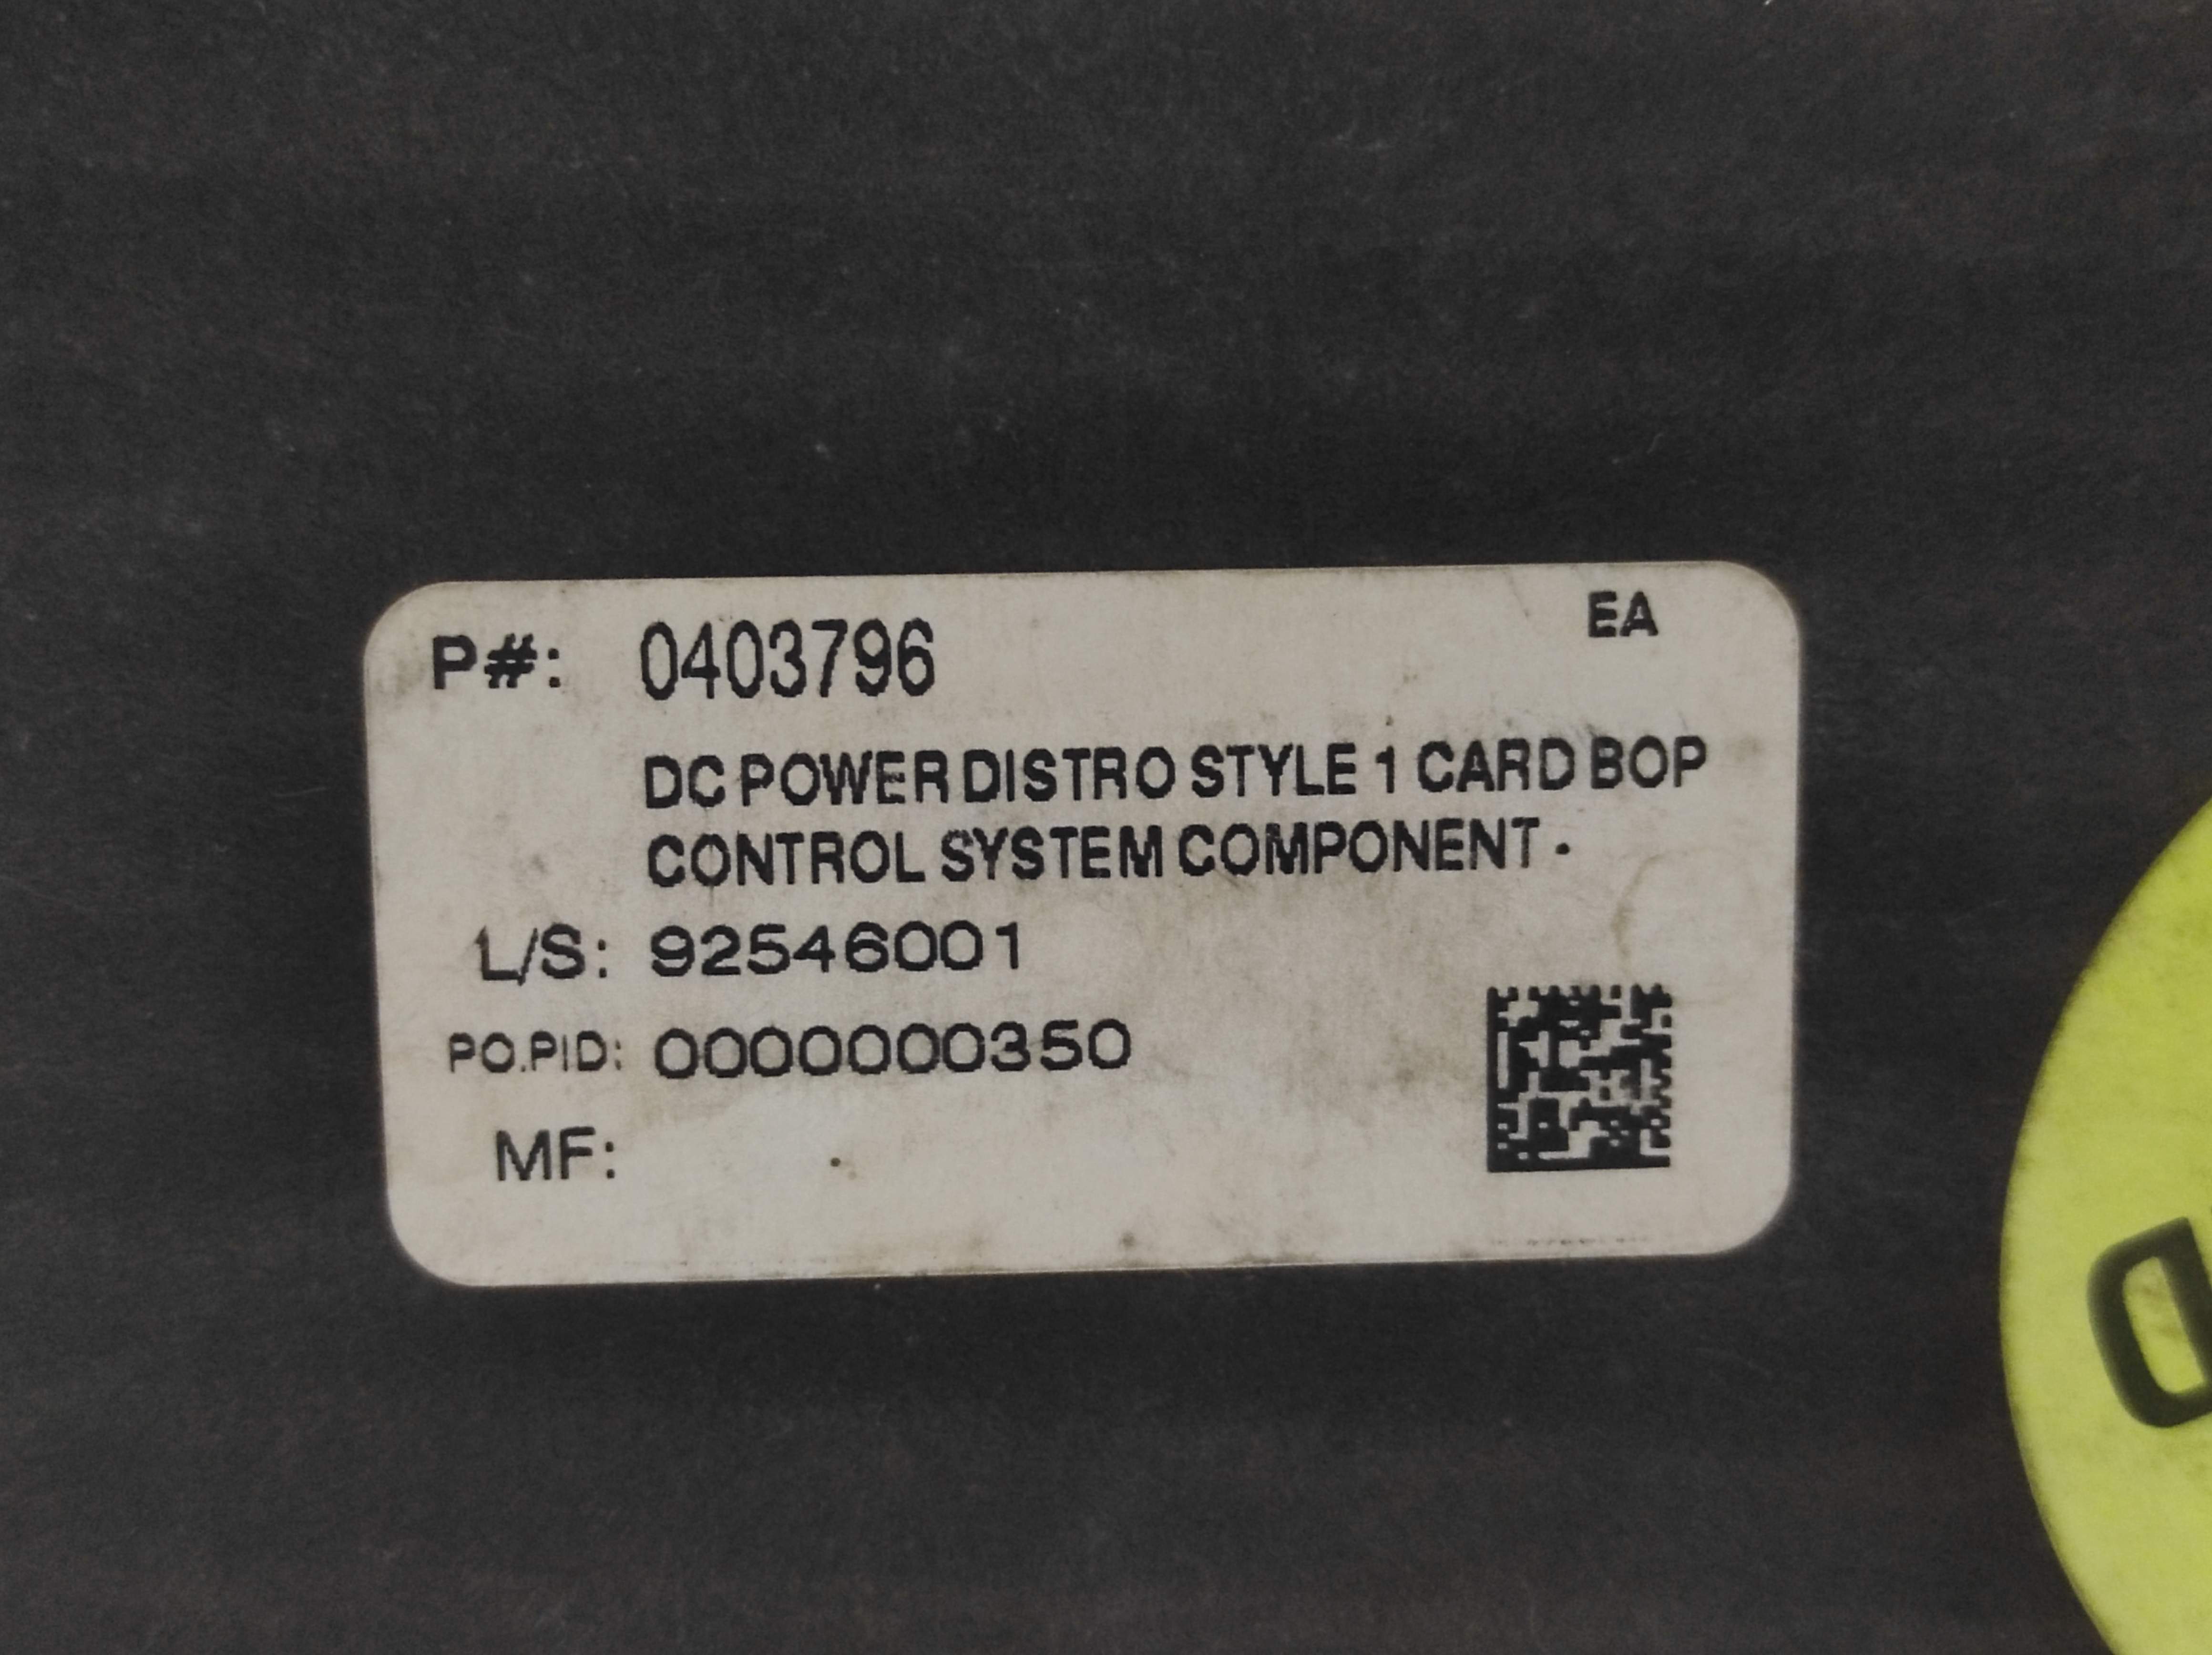 EA
P#: 0403796
DC POWER DISTRO STYLE 1 CARD BOP
CONTROL SYSTEM COMPONENT -
L/S: 92546001
PO.PID: 0000000350
MF: